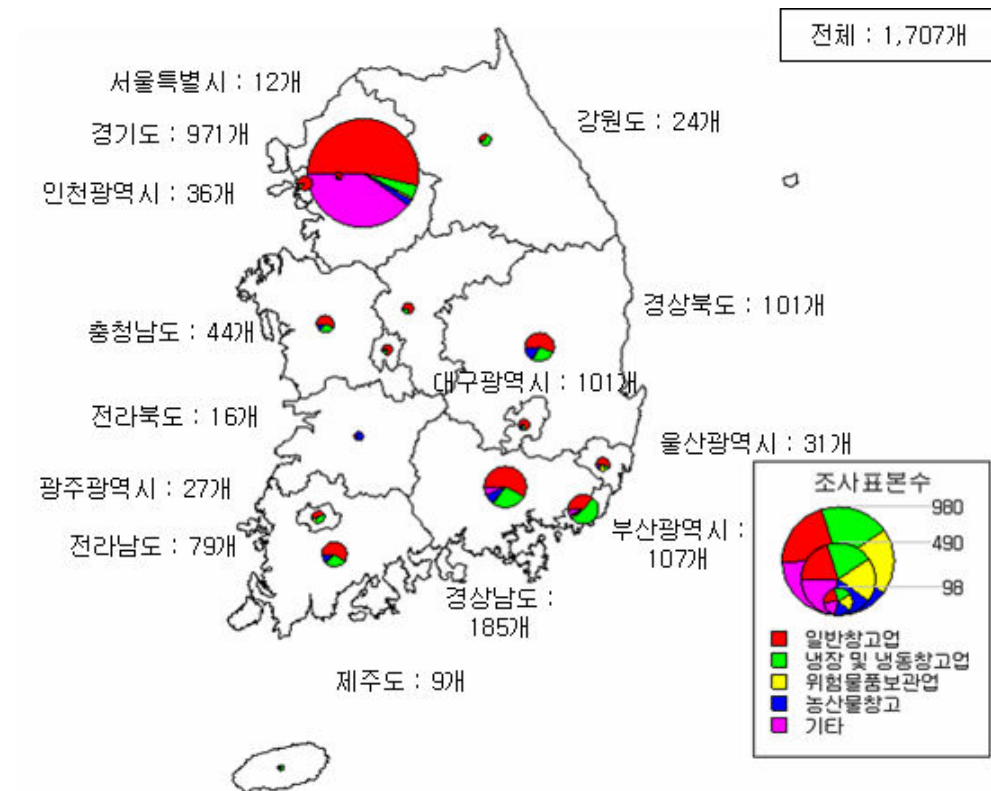 전체 : 1,707개
서울특별시 : 12개
경기도 : 971개
강원도 : 24개
인천광역시 : 36개
경상북도 : 101개
충청남도 : 44개
대구광역시 : 101개
전라북도 : 16개
울산광역시 : 31개
광주광역시 : 27개
전라남도 : 79개
부산광역시 :
107개
경상남도 :
185개
제주도 : 9개
조사표본수
980
490
98
일반창고업
냉장 및 냉동창고업
위험물품보관업
농산물창고
기타